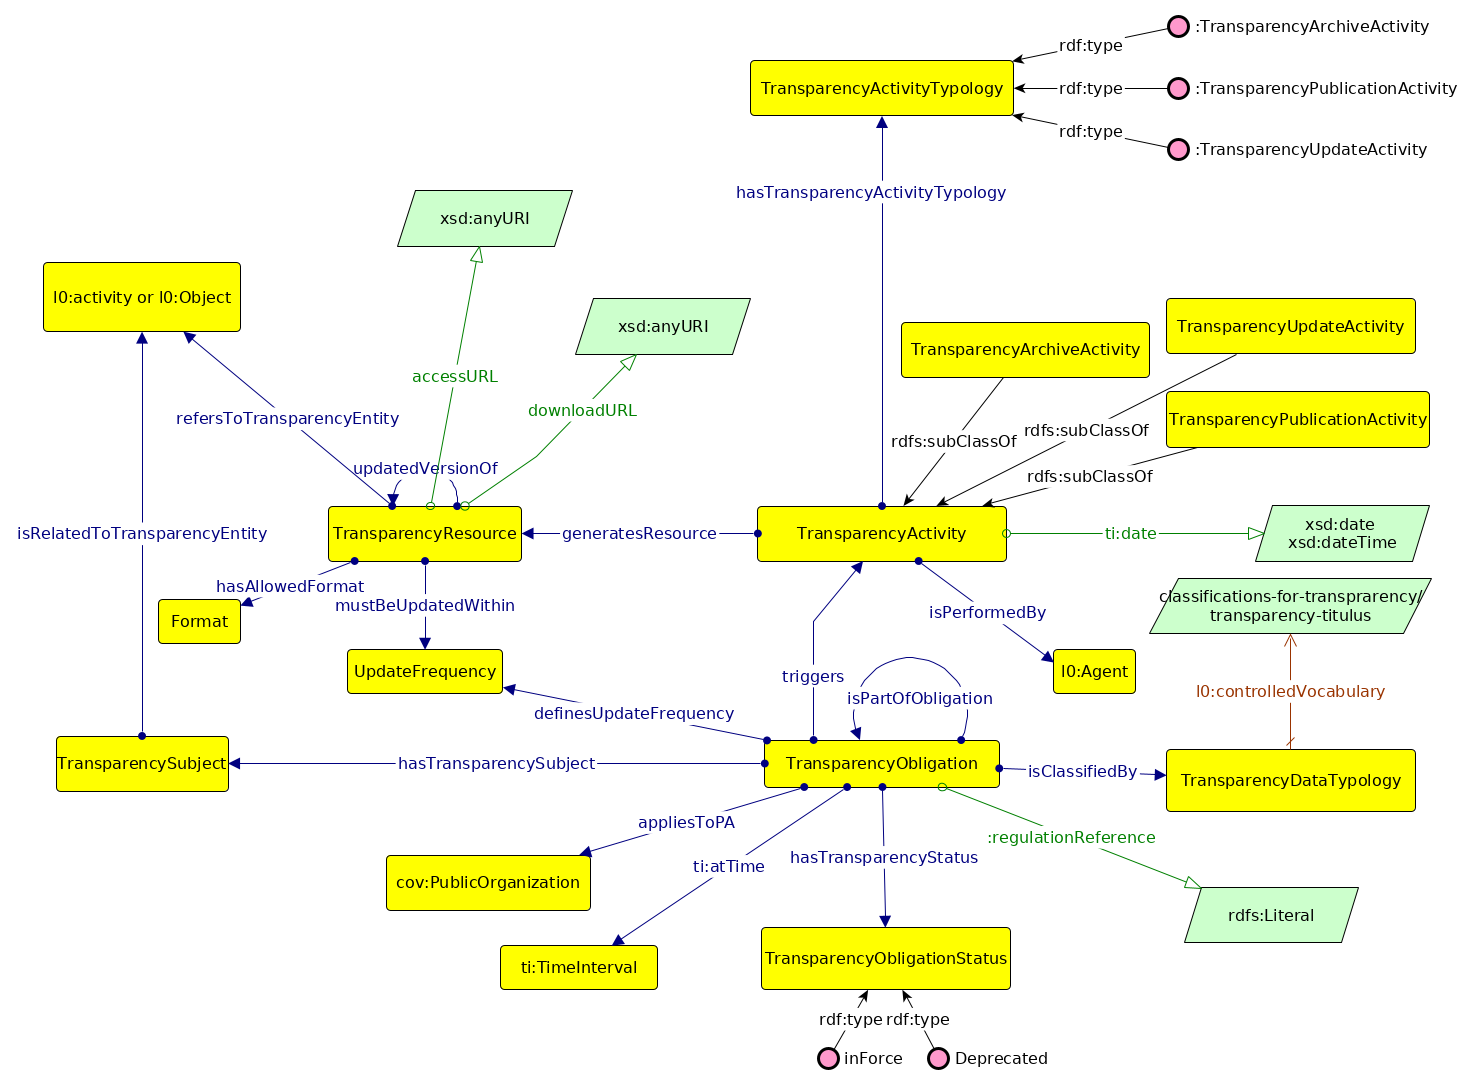 :TransparencyArchiveActivity
rdf:type
TransparencyActivityTypology
rdf:type
:TransparencyPublicationActivity
rdf:type
:TransparencyUpdateActivity
hasTransparencyActivityTypology
xsd:anyURI
l0:activity or l0:Object
xsd:anyURI
TransparencyUpdateActivity
TransparencyArchiveActivity
accessURL
downloadURL
refersToTransparencyEntity
TransparencyPublicationActivity
rdfs:subClassOf
rdfs:subClassOf
updatedVersionOf
rdfs:subClassOf
isRelatedToTransparencyEntity
TransparencyResource
generatesResource
TransparencyActivity
ti:date
xsd:date
xsd:dateTime
hasAllowedFormat
mustBeUpdatedWithin
isPerformedBy
classifications-for-transprarency/
transparency-titulus
Format
UpdateFrequency
triggers
l0:Agent
isPartOfObligation
l0:controlledVocabulary
definesUpdateFrequency
TransparencySubject
hasTransparencySubject
TransparencyObligation
isClassifiedBy
TransparencyDataTypology
appliesToPA
:regulationReference
ti:atTime
hasTransparencyStatus
cov:PublicOrganization
rdfs:Literal
ti:TimeInterval
TransparencyObligationStatus
rdf:type
rdf:type
inForce
Deprecated